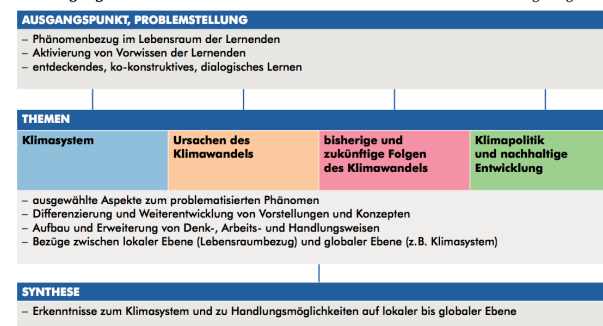 AUSGANGSPUNKT, PROBLEMSTELLUNG
– Phänomenbezug im Lebensraum der Lernenden
– Aktivierung von Vorwissen der Lernenden
– entdeckendes, ko-konstruktives, dialogisches Lernen
THEMEN
Klimasystem
Ursachen des
Klimawandels
bisherige und
zukünftige Folgen
des Klimawandels
Klimapolitik
und nachhaltige
Entwicklung
– ausgewählte Aspekte zum problematisierten Phänomen
– Differenzierung und Weiterentwicklung von Vorstellungen und Konzepten
– Aufbau und Erweiterung von Denk-, Arbeits- und Handlungsweisen
– Bezüge zwischen lokaler Ebene (Lebensraumbezug) und globaler Ebene (z.B. Klimasystem)
SYNTHESE
– Erkenntnisse zum Klimasystem und zu Handlungsmöglichkeiten auf lokaler bis globaler Ebene